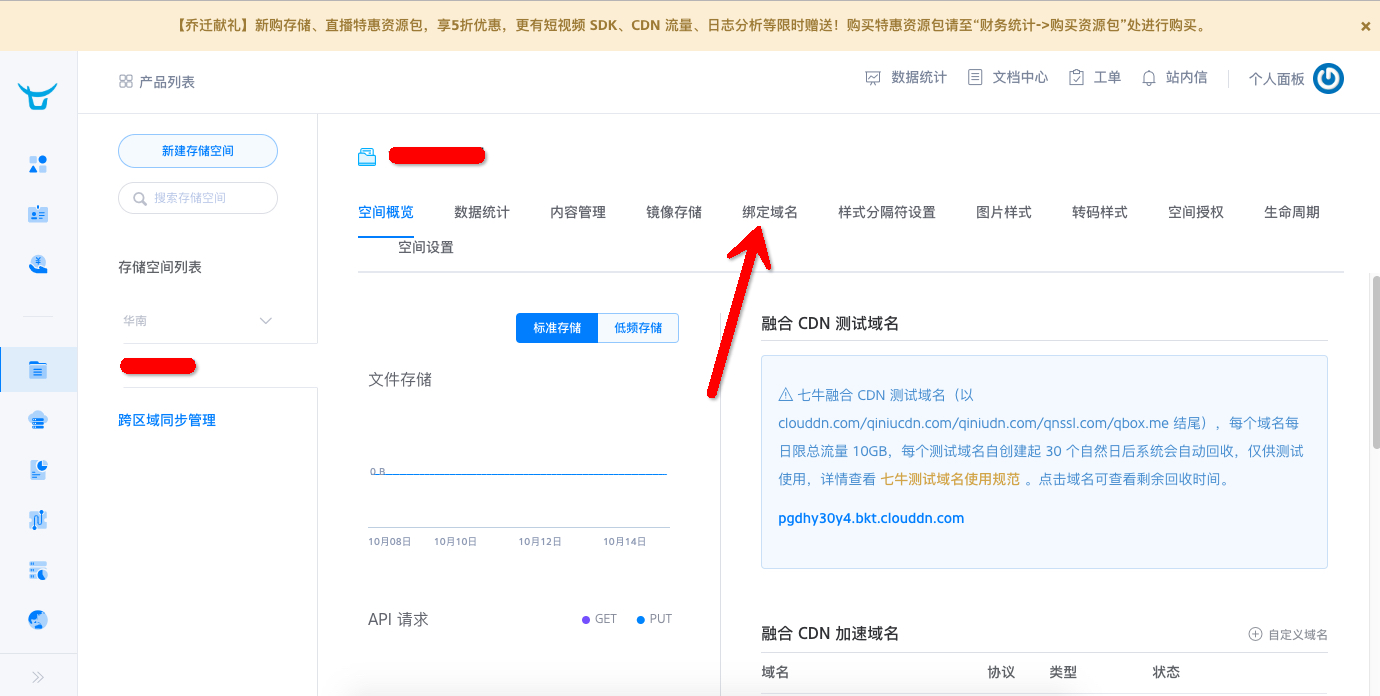 【乔迁献礼】新购存储、直播特惠资源包，享5折优惠，更有短视频 SDK、CDN 流量、日志分析等限时赠送！购买特惠资源包请至“财务统计->购买资源包”处进行购买。
×
产品列表
数据统计 文档中心 工单 站内信 个人面板
新建存储空间
搜索存储空间
存储空间列表
华南
跨区域同步管理
空间概览 数据统计 内容管理 镜像存储 绑定域名 样式分隔符设置 图片样式 转码样式 空间授权 生命周期
空间设置
标准存储 低频存储
文件存储
0 B
10月08日 10月10日 10月12日 10月14日
API 请求 GET PUT
融合 CDN 测试域名
七牛融合 CDN 测试域名（以
clouddn.com/qiniucdn.com/qiniudn.com/qnssl.com/qbox.me 结尾），每个域名每
日限总流量 10GB，每个测试域名自创建起 30 个自然日后系统会自动回收，仅供测试
使用，详情查看 七牛测试域名使用规范 。点击域名可查看剩余回收时间。
pgdhy30y4.bkt.clouddn.com
融合 CDN 加速域名 自定义域名
域名 协议 类型 状态